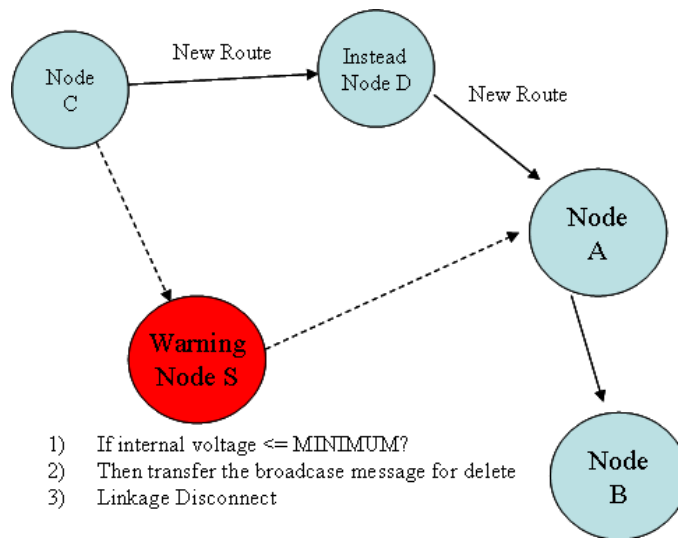 New Route
Node
C
Instead
Node D
New Route
Node
A
Warning
Node S
1) If internal voltage <= MINIMUM?
2) Then transfer the broadcase message for delete
3) Linkage Disconnect
Node
B